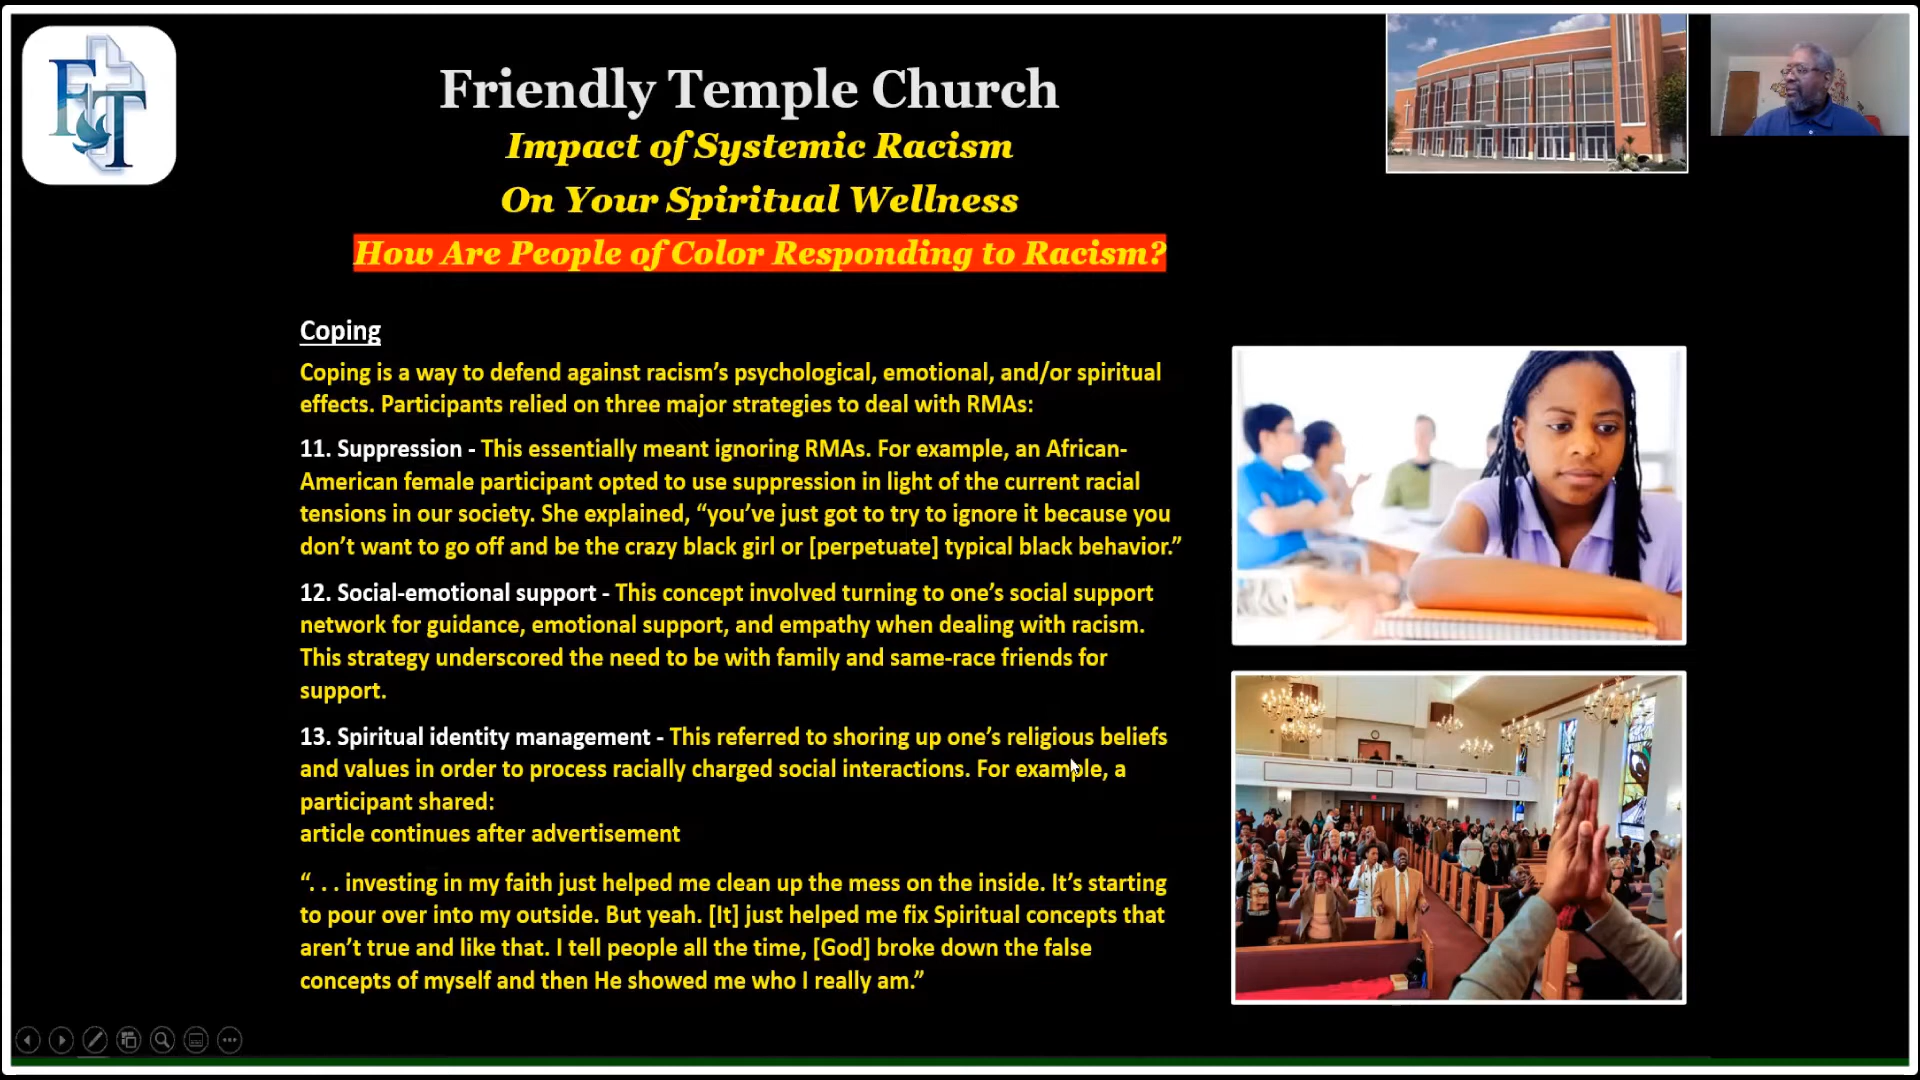 FT
Friendly Temple Church
Impact of Systemic Racism
On Your Spiritual Wellness
How Are People of Color Responding to Racism?
Coping
Coping is a way to defend against racism’s psychological, emotional, and/or spiritual
effects. Participants relied on three major strategies to deal with RMAs:
11. Suppression - This essentially meant ignoring RMAs. For example, an African-
American female participant opted to use suppression in light of the current racial
tensions in our society. She explained, “you’ve just got to try to ignore it because you
don’t want to go off and be the crazy black girl or [perpetuate] typical black behavior.”
12. Social-emotional support - This concept involved turning to one’s social support
network for guidance, emotional support, and empathy when dealing with racism.
This strategy underscored the need to be with family and same-race friends for
support.
13. Spiritual identity management - This referred to shoring up one’s religious beliefs
and values in order to process racially charged social interactions. For example, a
participant shared:
article continues after advertisement
“. . . investing in my faith just helped me clean up the mess on the inside. It’s starting
to pour over into my outside. But yeah. [It] just helped me fix Spiritual concepts that
aren’t true and like that. I tell people all the time, [God] broke down the false
concepts of myself and then He showed me who I really am.”